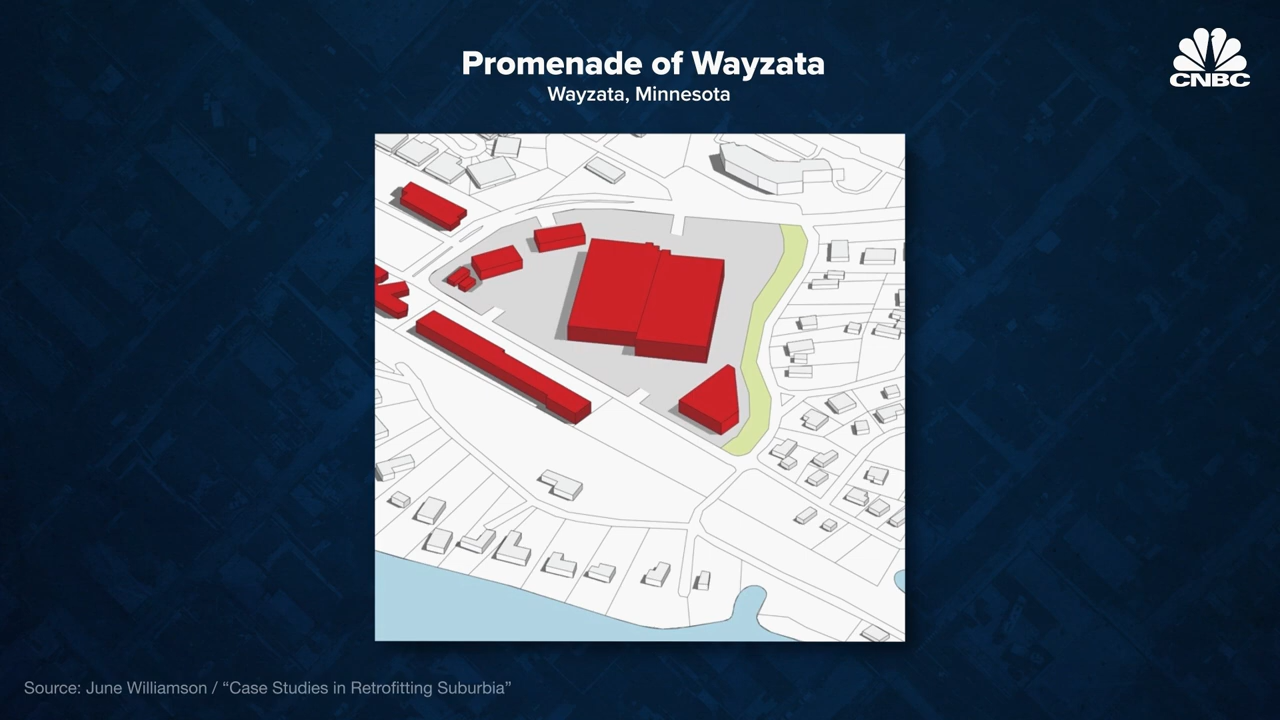 Promenade of Wayzata
Wayzata, Minnesota
CNBC
Source: June Williamson / “Case Studies in Retrofitting Suburbia”